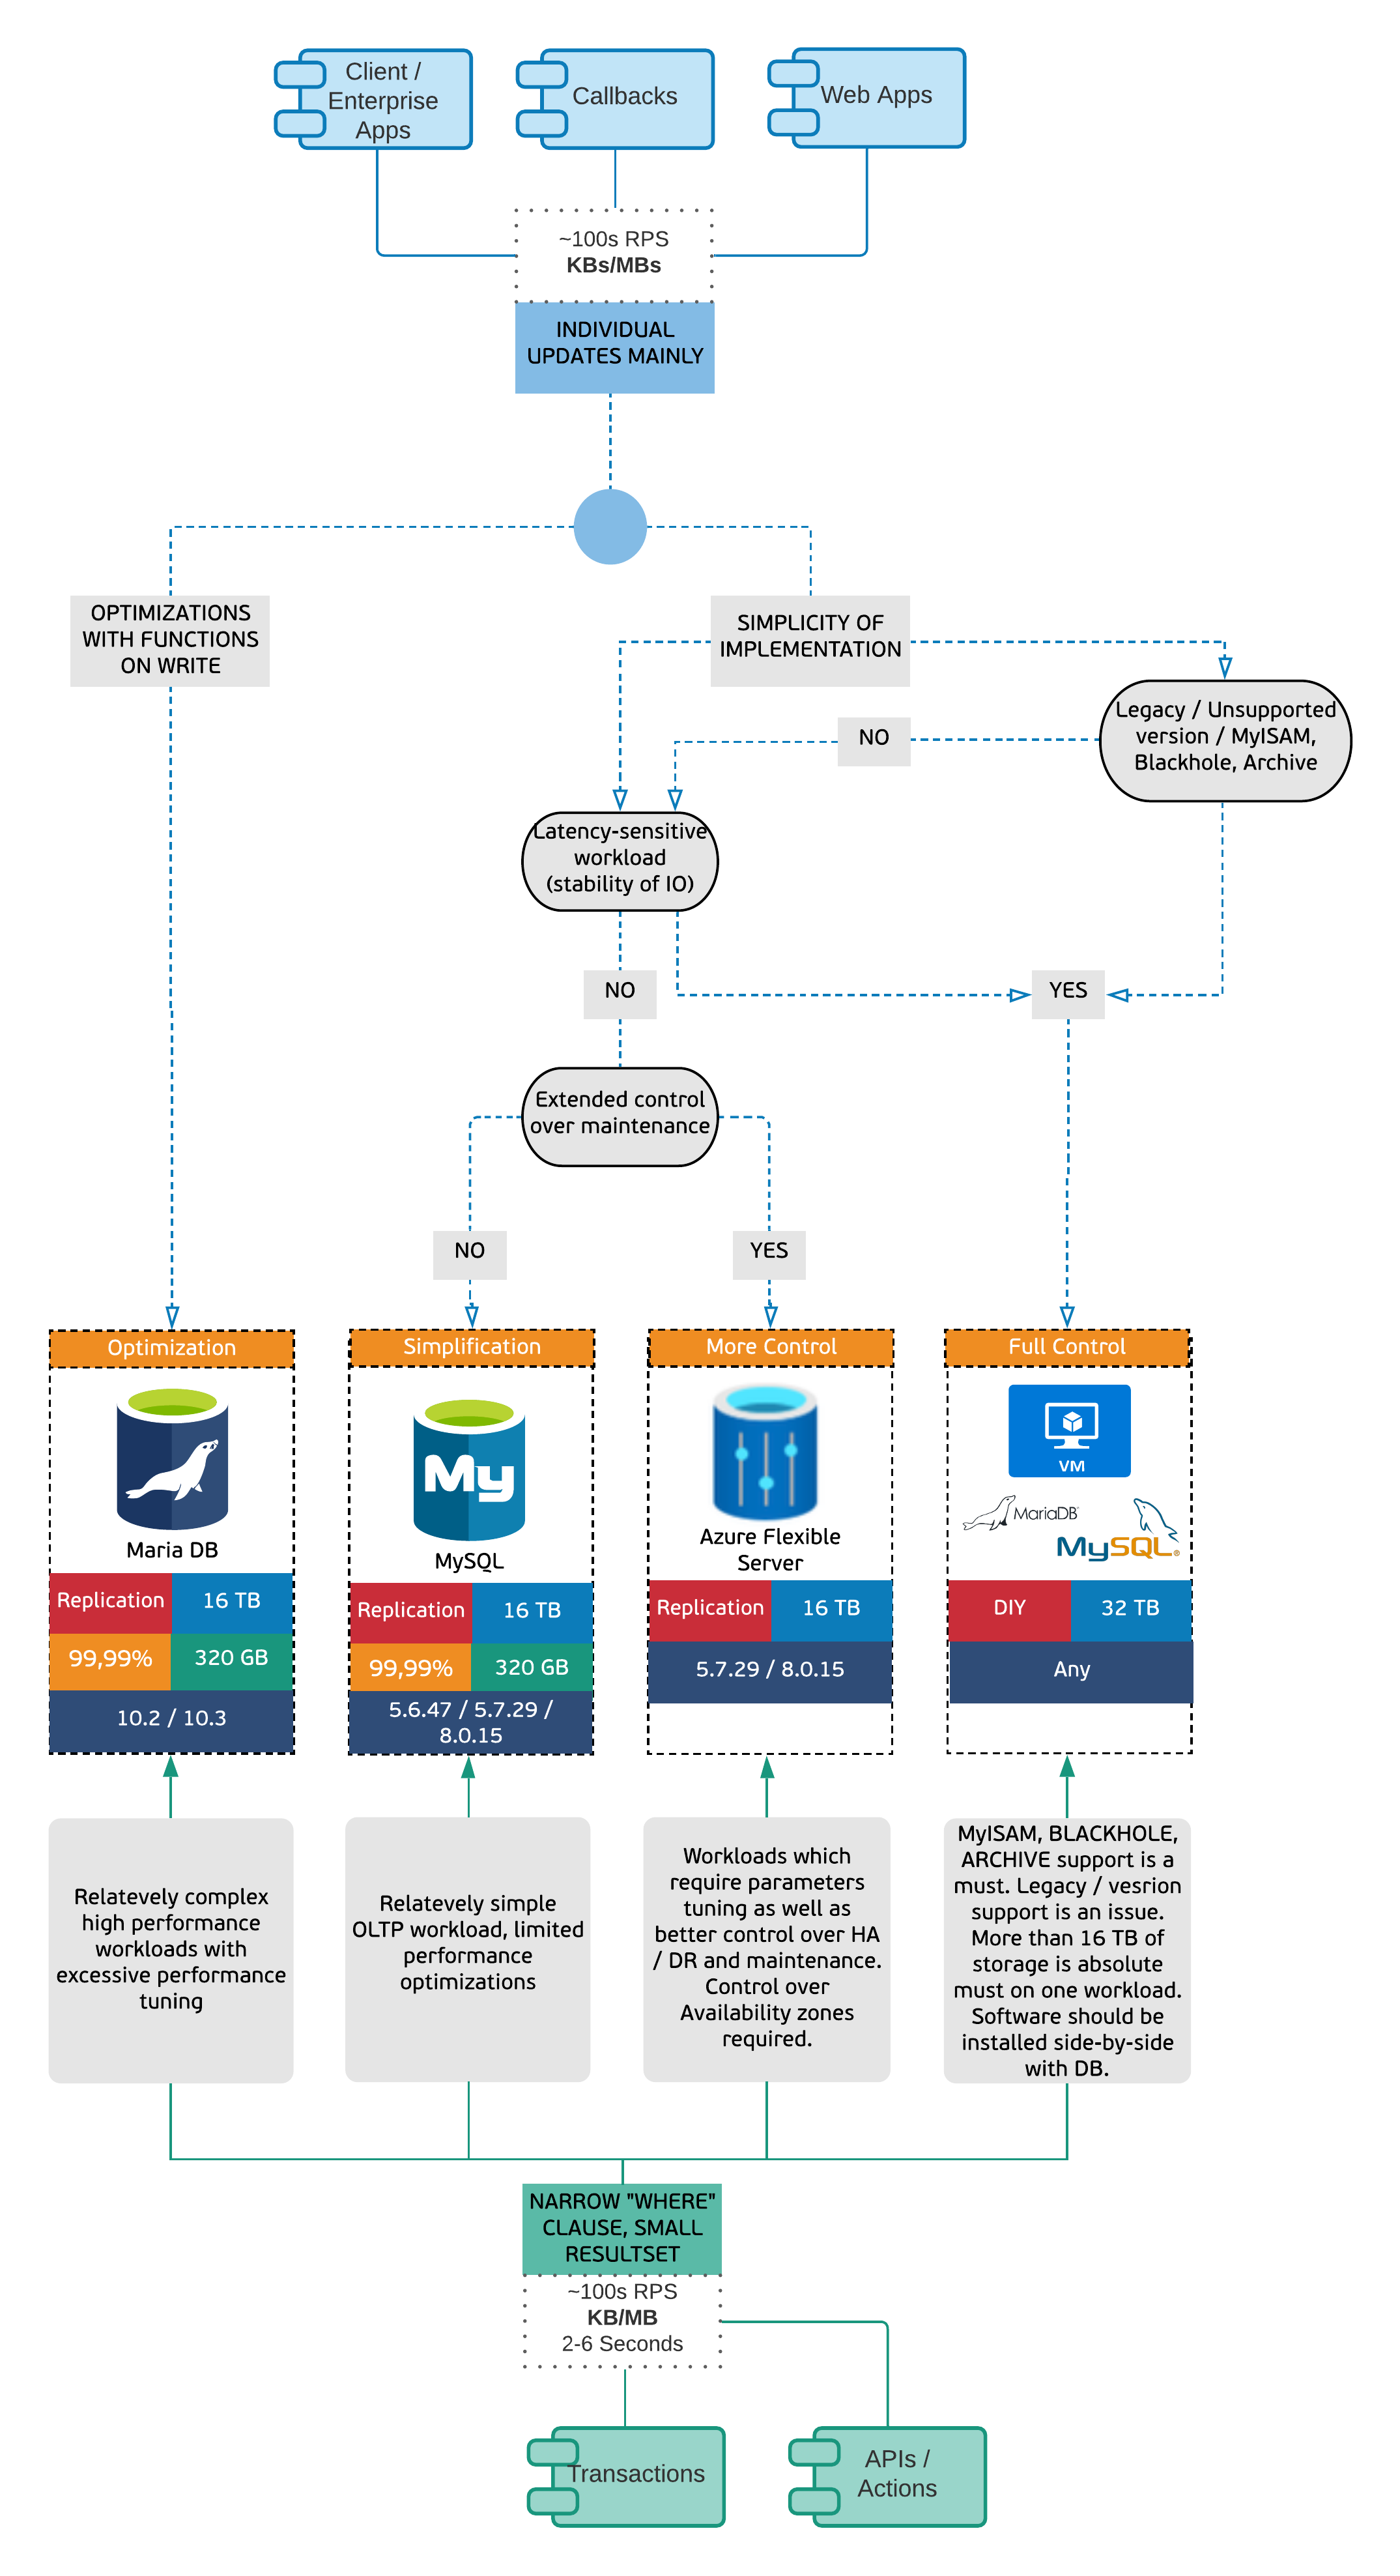 Client /
Enterprise
Apps
Callbacks
Web Apps
~100s RPS
KBs/MBs
INDIVIDUAL
UPDATES MAINLY
OPTIMIZATIONS
WITH FUNCTIONS
ON WRITE
SIMPLICITY OF
IMPLEMENTATION
Legacy / Unsupported
version / MyISAM,
Blackhole, Archive
NO
Latency-sensitive
workload
(stability of IO)
NO
YES
Extended control
over maintenance
NO
YES
Optimization
Maria DB
Replication
16 TB
99,99%
320 GB
10.2 / 10.3
Simplification
My
MySQL
Replication
16 TB
99,99%
320 GB
5.6.47 / 5.7.29 /
8.0.15
More Control
Azure Flexible
Server
Replication
16 TB
5.7.29 / 8.0.15
Full Control
VM
MariaDB
MySQL®
DIY
32 TB
Any
Relatevely complex
high performance
workloads with
excessive performance
tuning
Relatevely simple
OLTP workload, limited
performance
optimizations
Workloads which
require parameters
tuning as well as
better control over HA
/ DR and maintenance.
Control over
Availability zones
required.
MyISAM, BLACKHOLE,
ARCHIVE support is a
must. Legacy / vesrion
support is an issue.
More than 16 TB of
storage is absolute
must on one workload.
Software should be
installed side-by-side
with DB.
NARROW "WHERE"
CLAUSE, SMALL
RESULTSET
~100s RPS
KB/MB
2-6 Seconds
Transactions
APIs /
Actions